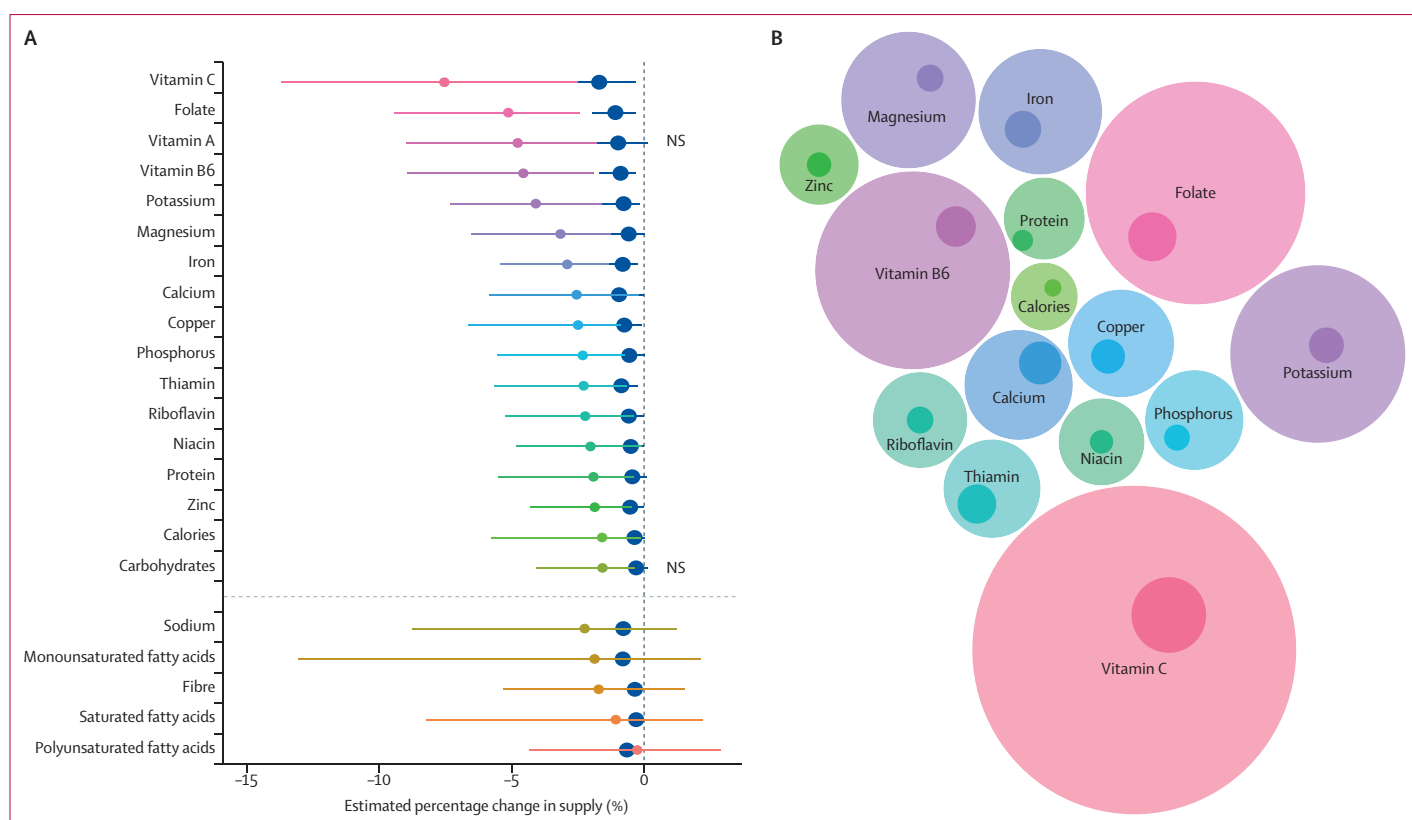 A
Vitamin C
Folate
Vitamin A
NS
Vitamin B6
Potassium
Magnesium
Iron
Calcium
Copper
Phosphorus
Thiamin
Riboflavin
Niacin
Protein
Zinc
Calories
Carbohydrates
NS
Sodium
Monounsaturated fatty acids
Fibre
Saturated fatty acids
Polyunsaturated fatty acids
–15
–10
–5
0
Estimated percentage change in supply (%)
B
Magnesium
Iron
Zinc
Folate
Protein
Vitamin B6
Calories
Copper
Potassium
Calcium
Phosphorus
Riboflavin
Niacin
Thiamin
Vitamin C